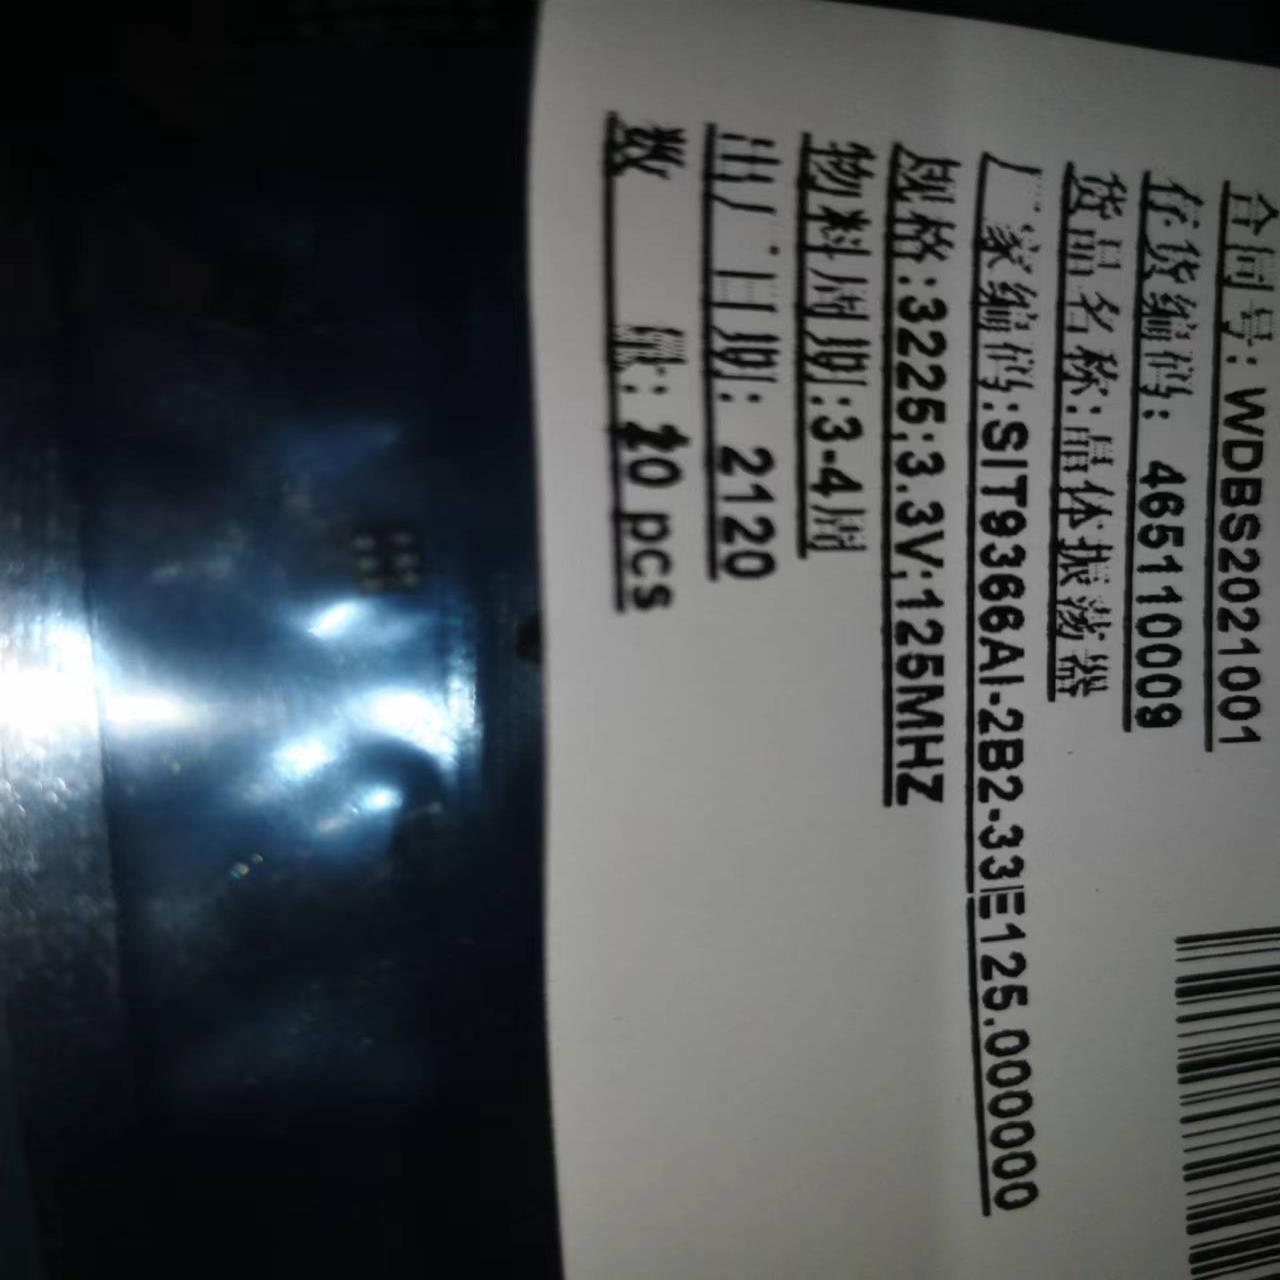 合同号: WDBS2021001
存货编码: 465110009
货品名称:晶体振荡器
厂家编码:SIT9366AI-2B2-33E125.000000
规格:3225;3.3V;125MHZ
物料周期:3-4周
出厂日期: 2120
数 量: 20 pcs